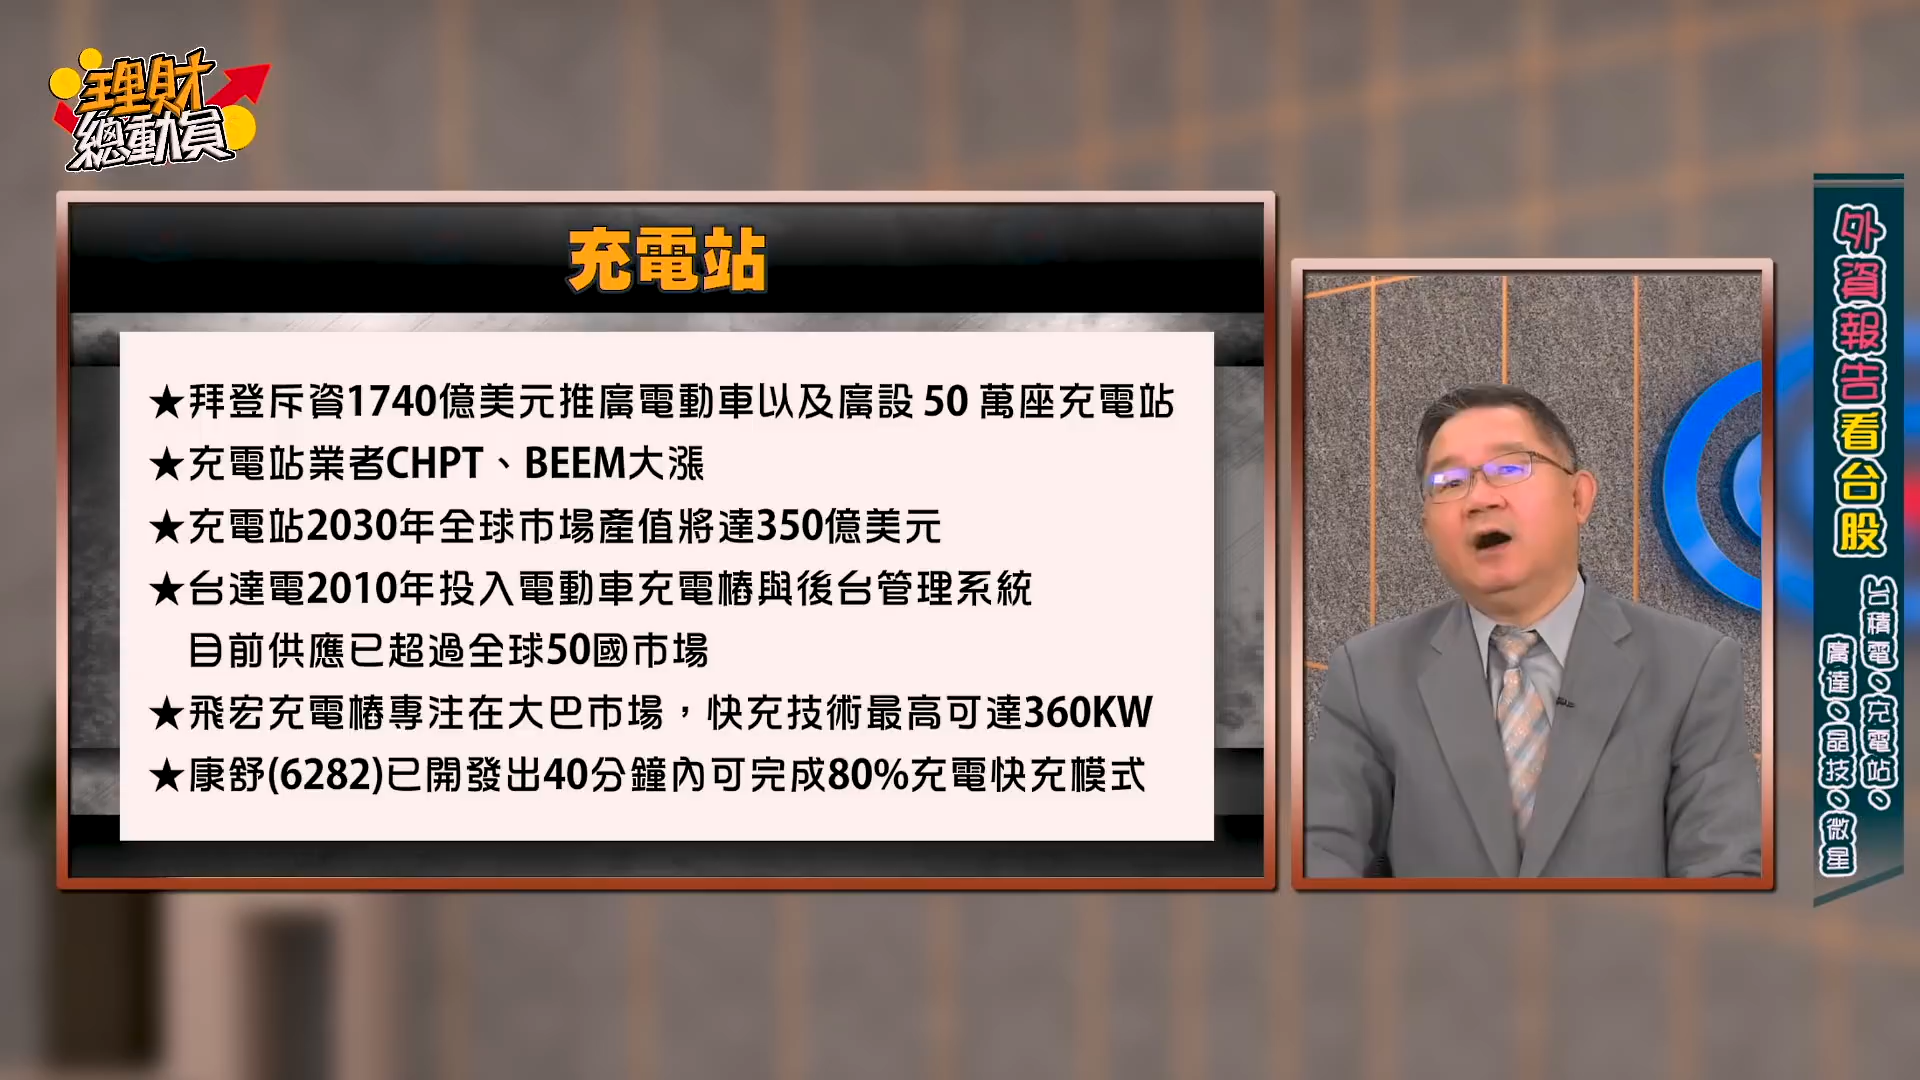 理財
總動員
充電站
★拜登斥資1740億美元推廣電動車以及廣設 50 萬座充電站
★充電站業者CHPT、BEEM大漲
★充電站2030年全球市場產值將達350億美元
★台達電2010年投入電動車充電樁與後台管理系統
目前供應已超過全球50國市場
★飛宏充電樁專注在大巴市場，快充技術最高可達360KW
★康舒(6282)已開發出40分鐘內可完成80%充電快充模式
外資報告看台股
台積電。充電站。
廣達。晶技。微星